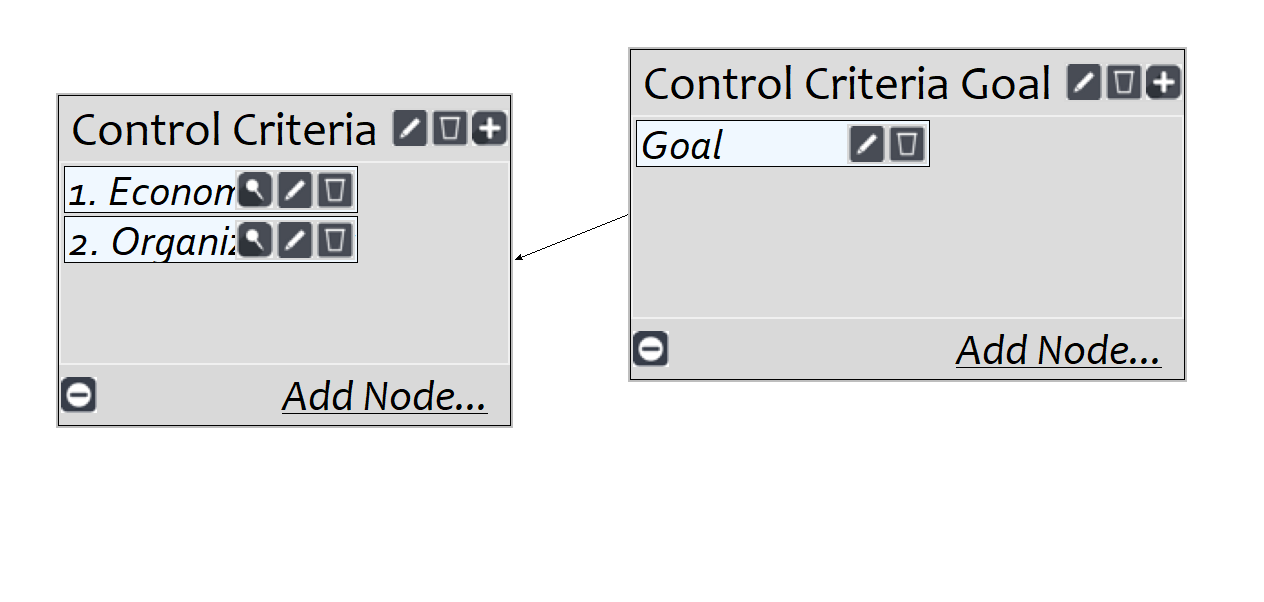 Control Criteria
1. Econom
2. Organiz
Add Node...
Control Criteria Goal
Goal
Add Node...